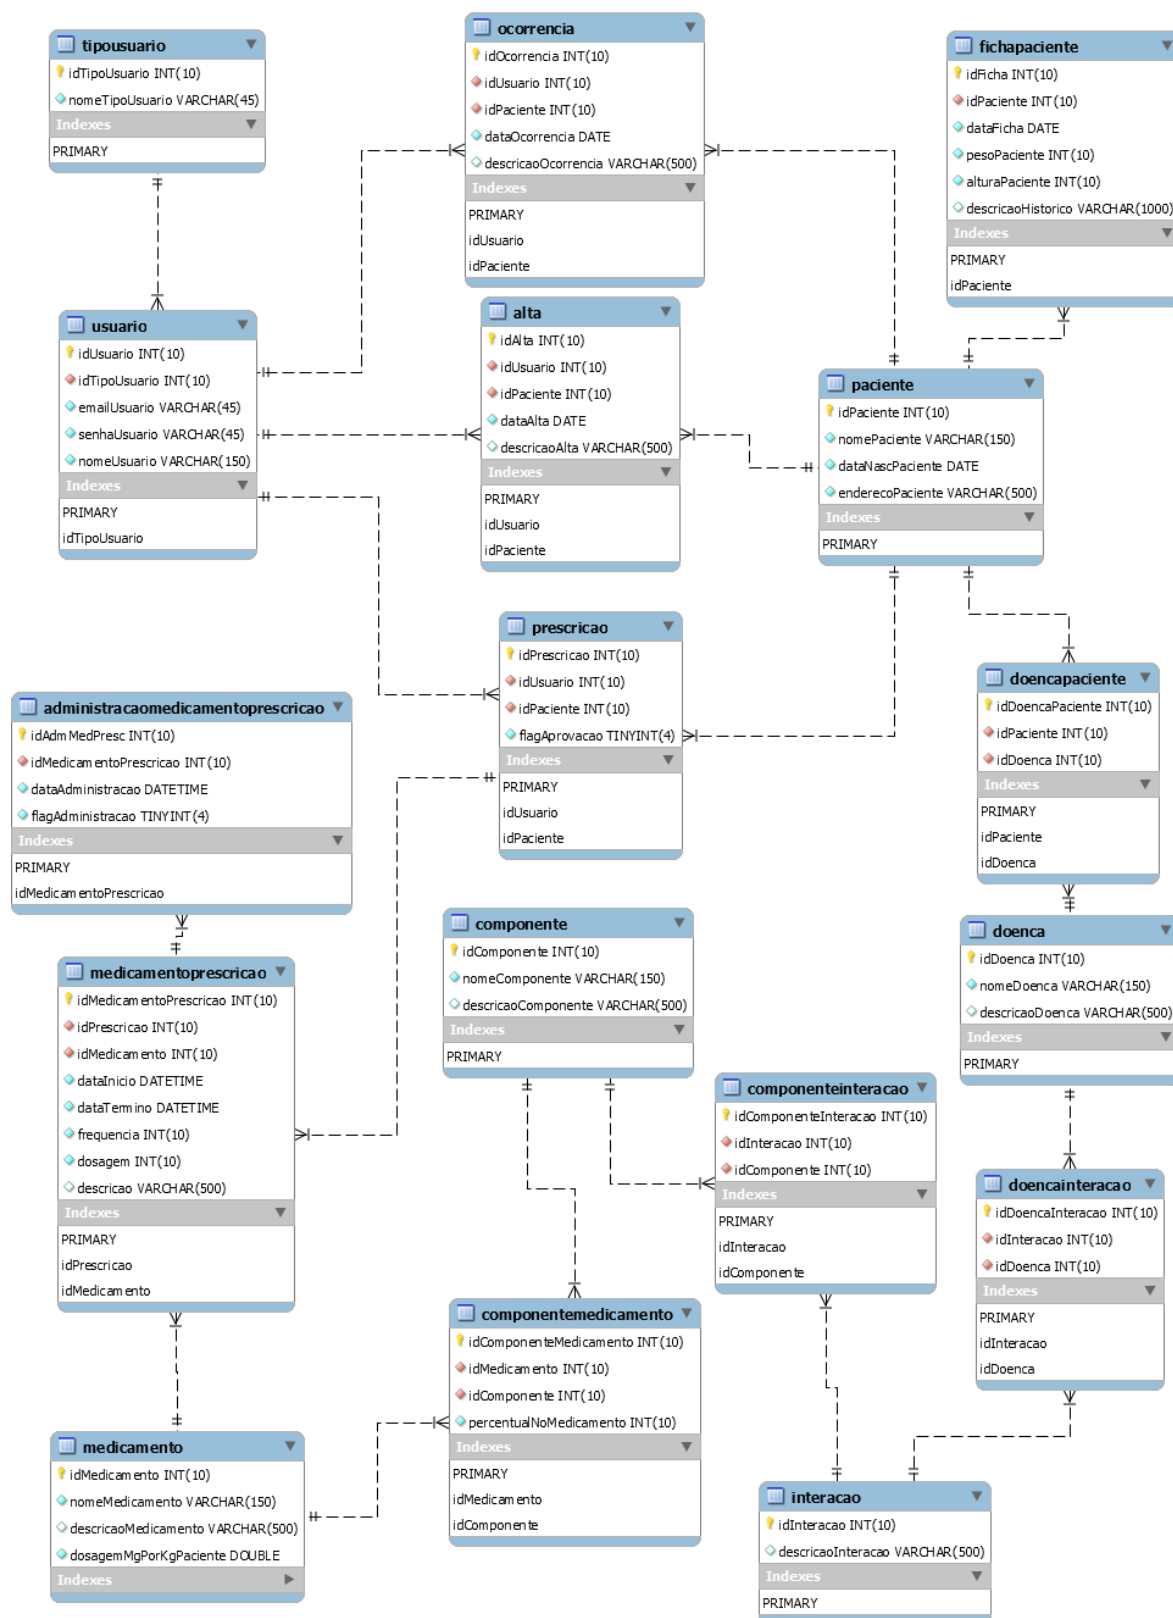 tipousuario
idTipoUsuario INT(10)
nomeTipoUsuario VARCHAR(45)
Indexes
PRIMARY
ocorrencia
idOcorrencia INT(10)
idUsuario INT(10)
idPaciente INT(10)
dataOcorrencia DATE
descricaoOcorrencia VARCHAR(500)
Indexes
PRIMARY
idUsuario
idPaciente
fichapaciente
idFicha INT(10)
idPaciente INT(10)
dataFicha DATE
pesoPaciente INT(10)
alturaPaciente INT(10)
descricaoHistorico VARCHAR(1000)
Indexes
PRIMARY
idPaciente
usuario
idUsuario INT(10)
idTipoUsuario INT(10)
emailUsuario VARCHAR(45)
senhaUsuario VARCHAR(45)
nomeUsuario VARCHAR(150)
Indexes
PRIMARY
idTipoUsuario
alta
idAlta INT(10)
idUsuario INT(10)
idPaciente INT(10)
dataAlta DATE
descricaoAlta VARCHAR(500)
Indexes
PRIMARY
idUsuario
idPaciente
paciente
idPaciente INT(10)
nomePaciente VARCHAR(150)
dataNascPaciente DATE
enderecoPaciente VARCHAR(500)
Indexes
PRIMARY
prescricao
idPrescricao INT(10)
idUsuario INT(10)
idPaciente INT(10)
flagAprovacao TINYINT(4)
Indexes
PRIMARY
idUsuario
idPaciente
doencapaciente
idDoencaPaciente INT(10)
idPaciente INT(10)
idDoenca INT(10)
Indexes
PRIMARY
idPaciente
idDoenca
administracaomedicamentoprescricao
idAdmMedPresc INT(10)
idMedicamentoPrescricao INT(10)
dataAdministracao DATETIME
flagAdministracao TINYINT(4)
Indexes
PRIMARY
idMedicamentoPrescricao
componente
idComponente INT(10)
nomeComponente VARCHAR(150)
descricaoComponente VARCHAR(500)
Indexes
PRIMARY
doenca
idDoenca INT(10)
nomeDoenca VARCHAR(150)
descricaoDoenca VARCHAR(500)
Indexes
PRIMARY
medicamentoprescricao
idMedicamentoPrescricao INT(10)
idPrescricao INT(10)
idMedicamento INT(10)
dataInicio DATETIME
dataTermino DATETIME
frequencia INT(10)
dosagem INT(10)
descricao VARCHAR(500)
Indexes
PRIMARY
idPrescricao
idMedicamento
componenteinteracao
idComponenteInteracao INT(10)
idInteracao INT(10)
idComponente INT(10)
Indexes
PRIMARY
idInteracao
idComponente
doencainteracao
idDoencaInteracao INT(10)
idInteracao INT(10)
idDoenca INT(10)
Indexes
PRIMARY
idInteracao
idDoenca
componentemedicamento
idComponenteMedicamento INT(10)
idMedicamento INT(10)
idComponente INT(10)
percentualNoMedicamento INT(10)
Indexes
PRIMARY
idMedicamento
idComponente
medicamento
idMedicamento INT(10)
nomeMedicamento VARCHAR(150)
descricaoMedicamento VARCHAR(500)
dosagemMgPorKgPaciente DOUBLE
Indexes
interacao
idInteracao INT(10)
descricaoInteracao VARCHAR(500)
Indexes
PRIMARY